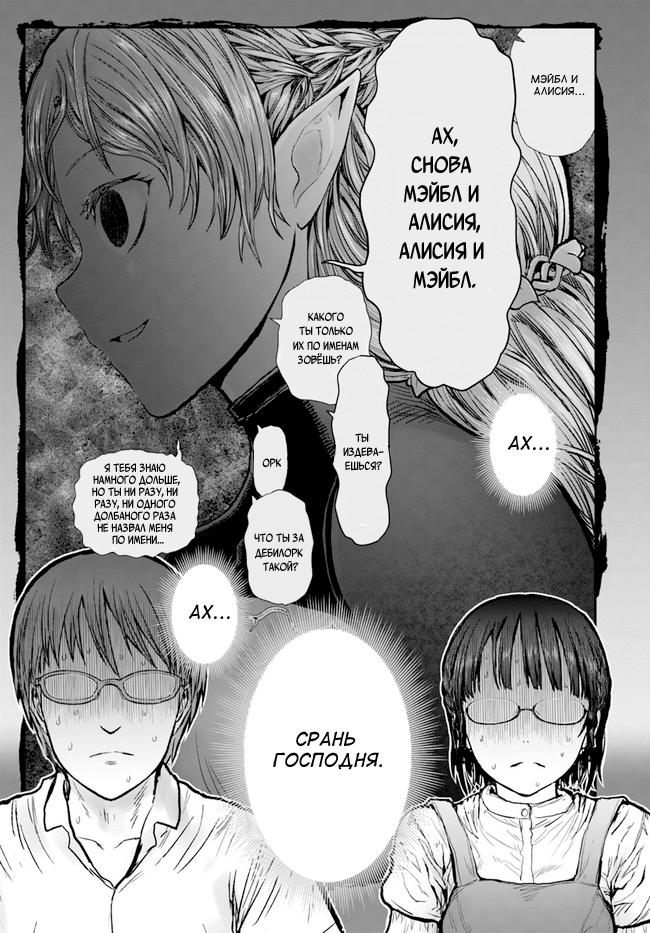 МЭЙБЛ И
АЛИСИЯ...
АХ,
СНОВА
МЭЙБЛ И
АЛИСИЯ,
АЛИСИЯ И
МЭЙБЛ.
КАКОГО
ТЫ ТОЛЬКО
ИХ ПО ИМЕНАМ
ЗОВЁШЬ?
ТЫ
ИЗДЕВА-
ЕШЬСЯ?
ОРК
ЧТО ТЫ ЗА
ДЕБИЛОРК
ТАКОЙ?
Я ТЕБЯ ЗНАЮ
НАМНОГО ДОЛЬШЕ,
НО ТЫ НИ РАЗУ, НИ
РАЗУ, НИ ОДНОГО
ДОЛБАНОГО РАЗА
НЕ НАЗВАЛ МЕНЯ
ПО ИМЕНИ...
АХ...
АХ...
СРАНЬ
ГОСПОДНЯ.